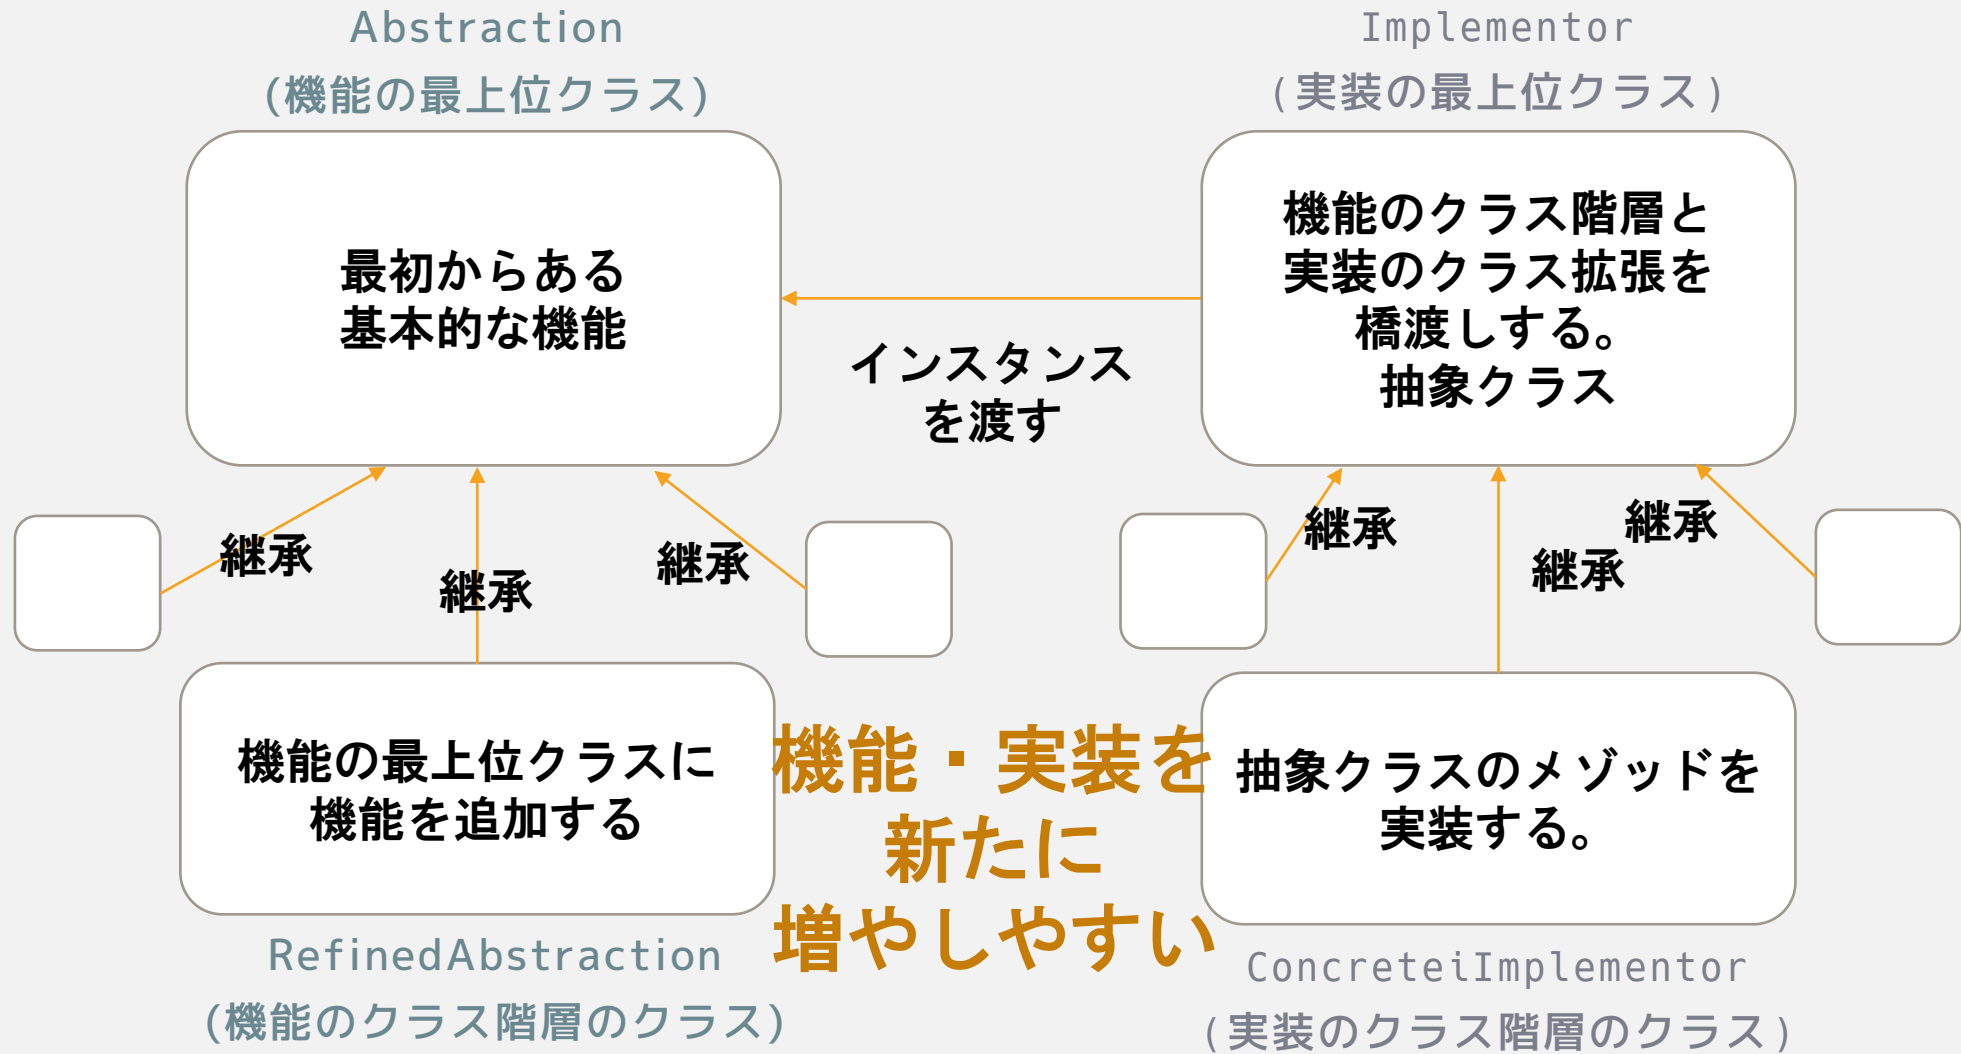 Abstraction
(機能の最上位クラス)
Implementor
(実装の最上位クラス)
最初からある
基本的な機能
機能のクラス階層と
実装のクラス拡張を
橋渡しする。
抽象クラス
インスタンス
を渡す
継承
継承
継承
継承
継承
継承
機能の最上位クラスに
機能を追加する
機能・実装を
新たに
増やしやすい
抽象クラスのメゾッドを
実装する。
RefinedAbstraction
(機能のクラス階層のクラス)
ConcreteiImplementor
(実装のクラス階層のクラス)